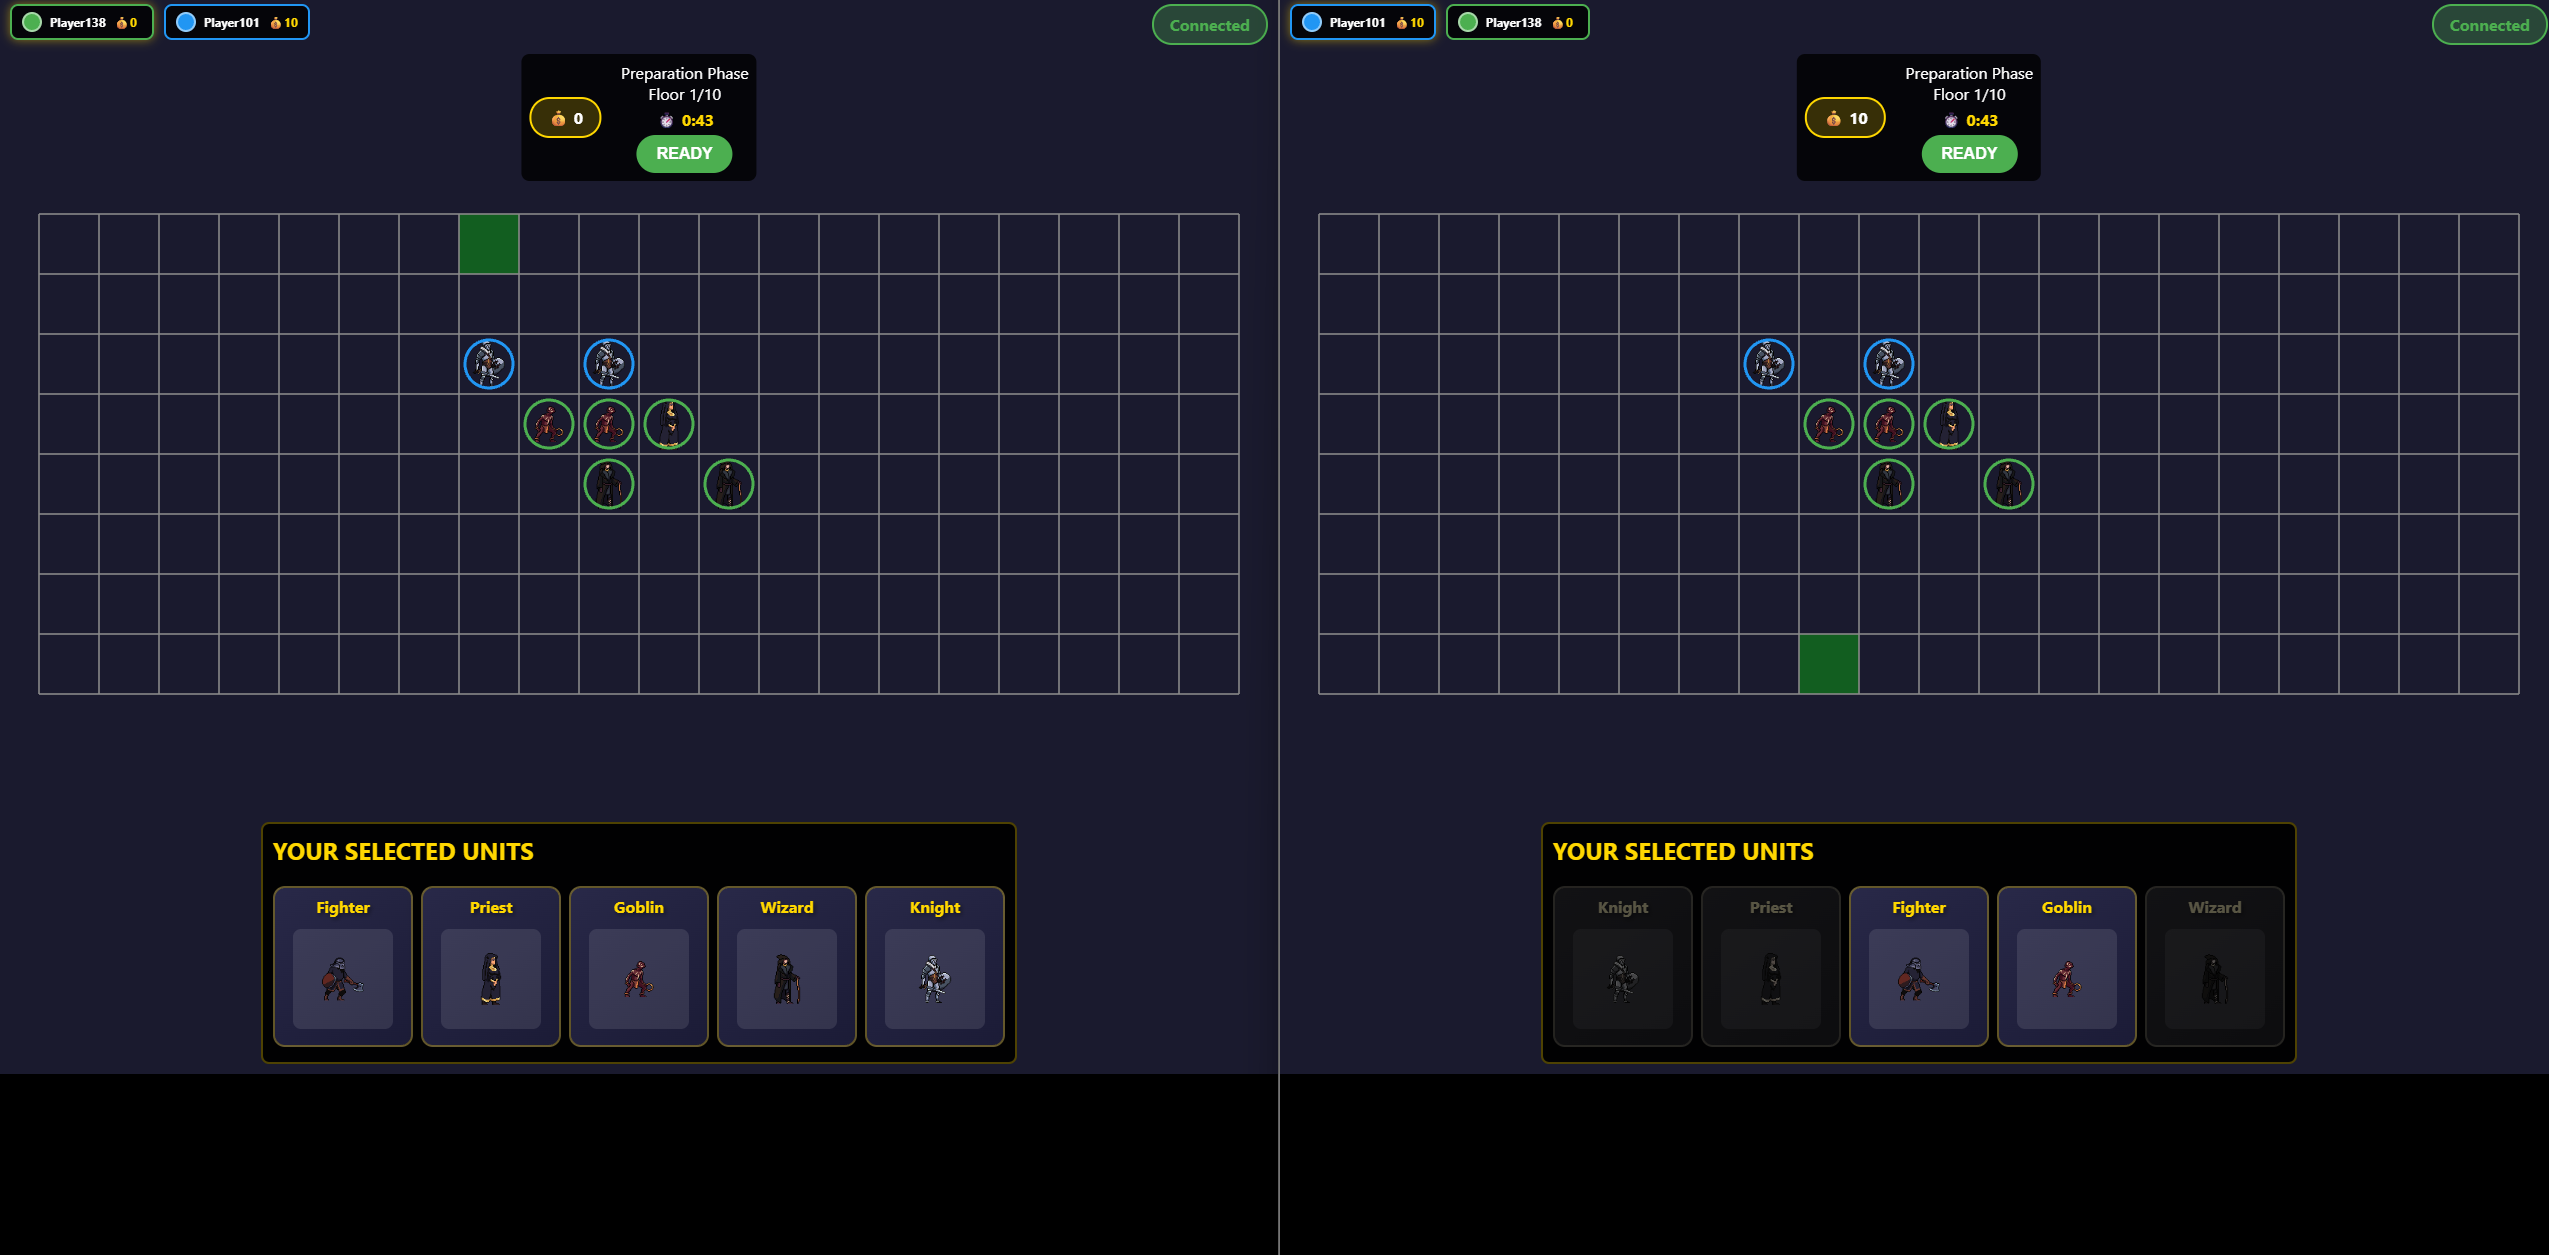 Player138 0 Player101 10 Connected
Preparation Phase
Floor 1/10
0 0:43
READY
YOUR SELECTED UNITS
Fighter Priest Goblin Wizard Knight
Player101 10 Player138 0 Connected
Preparation Phase
Floor 1/10
10 0:43
READY
YOUR SELECTED UNITS
Knight Priest Fighter Goblin Wizard